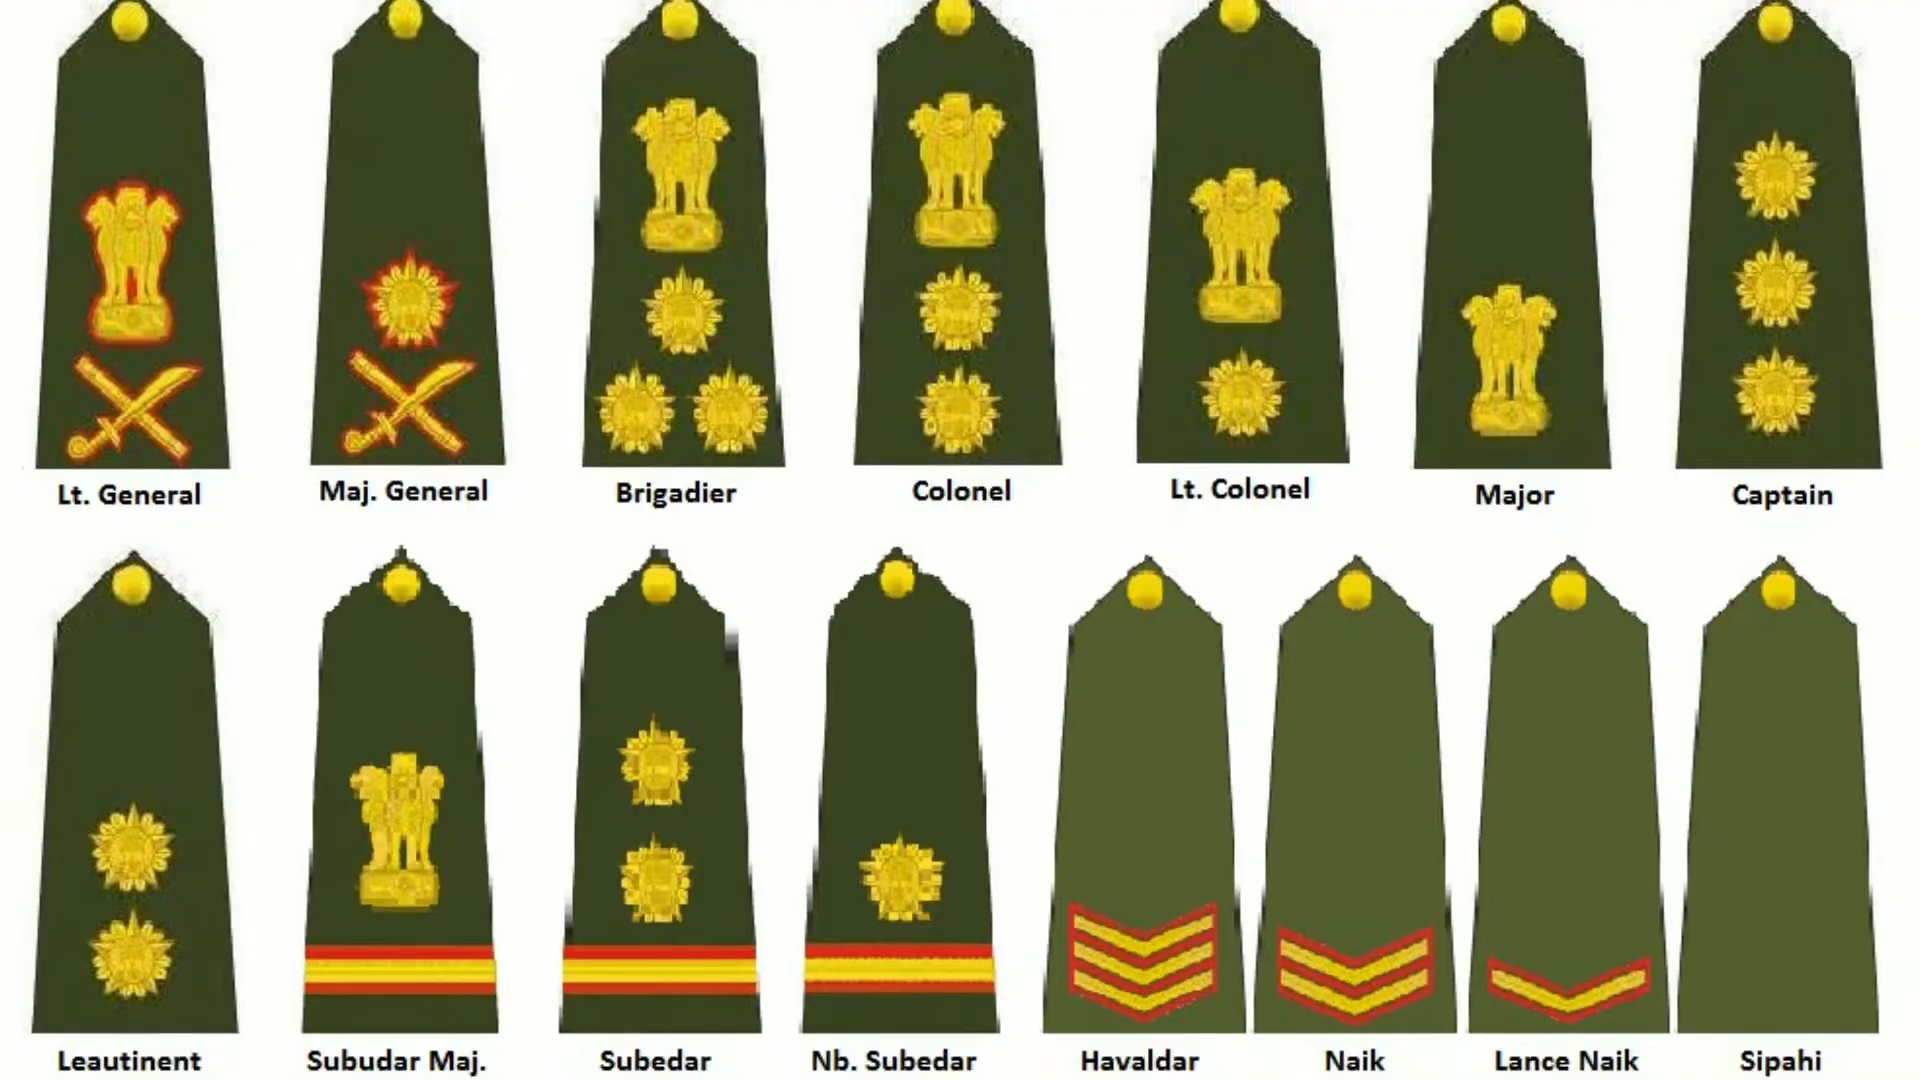 Lt. General
Maj. General
Brigadier
Colonel
Lt. Colonel
Major
Captain
Leautinent
Subudar Maj.
Subedar
Nb. Subedar
Havaldar
Naik
Lance Naik
Sipahi